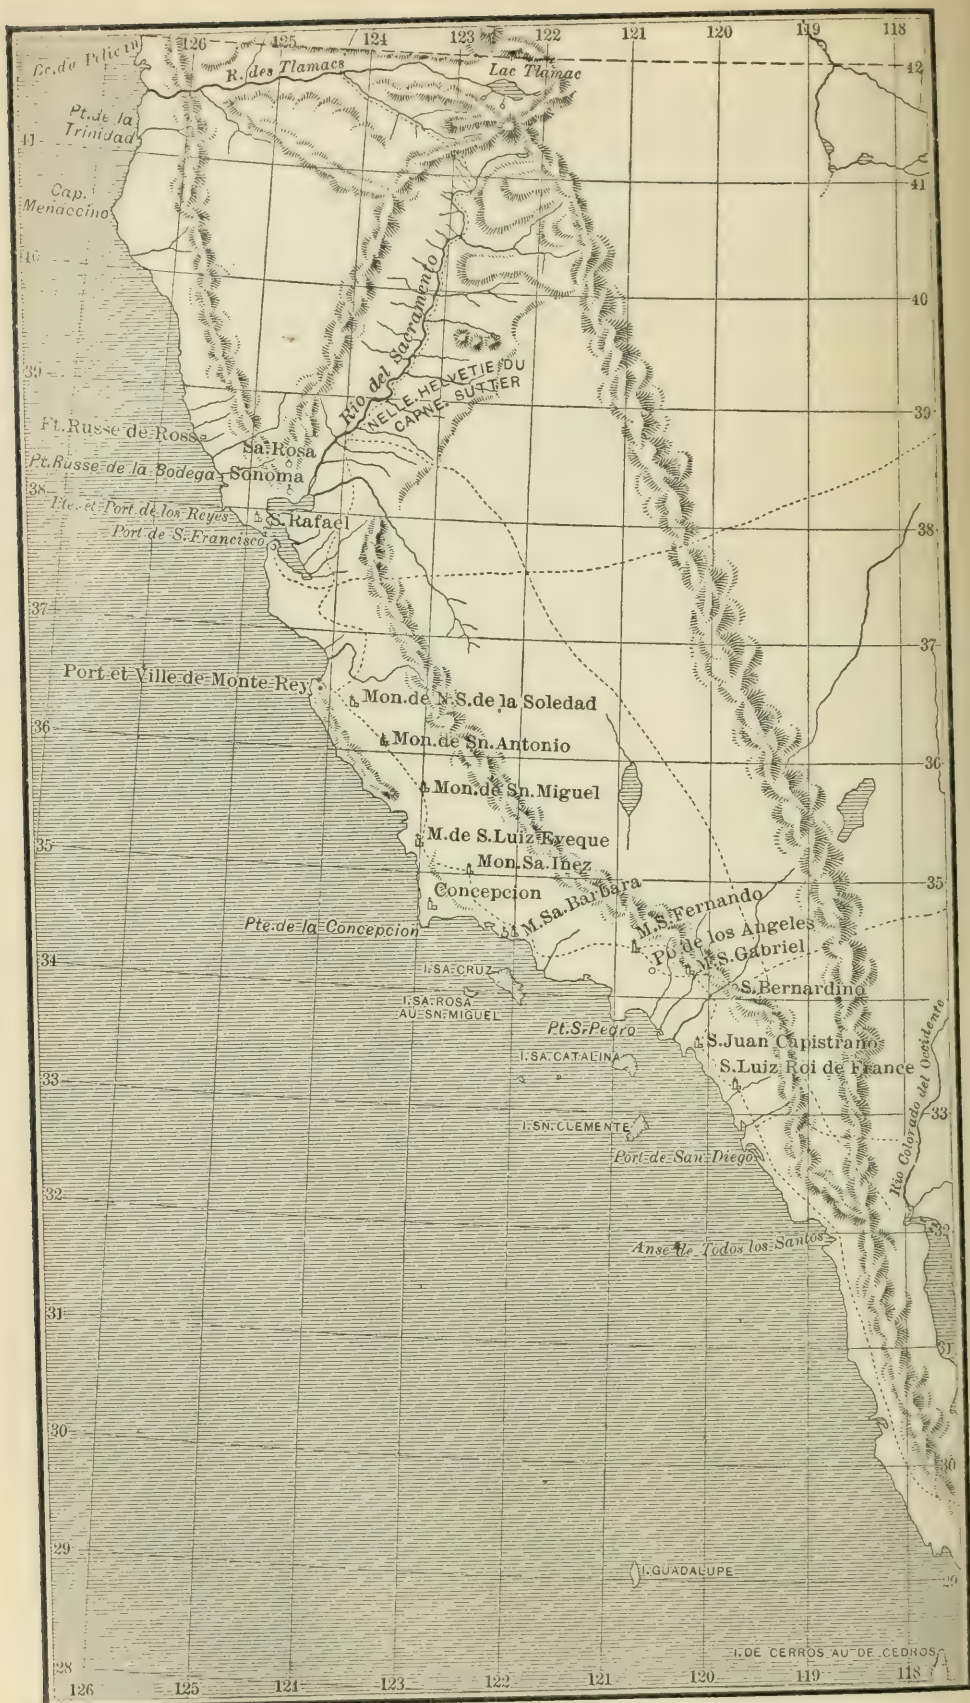 126 125 124 123 122 121 120 119 118
R. des Tlamacs
Lac Tlamac
42
Pt. de la
Trinidad
41
41
Cap.
Menaccino
40
40
Rio del Sacramento
39
NELLE. HELVETIE DU
CAPNE. SUTTER
39
Ft. Russe de Ross
Sa. Rosa
Pt. Russe de la Bodega
Sonoma
38
Pte. et Port de los Reyes
S. Rafael
Port de S. Francisco
38
37
37
Port et Ville de Monte Rey
Mon. de N. S. de la Soledad
36
Mon. de Sn. Antonio
36
Mon. de Sn. Miguel
35
M. de S. Luiz Eveque
Mon. Sa. Inez
35
Concepcion
M. Sa. Barbara
M. S. Fernando
Pte. de la Concepcion
Po de los Angeles
M. S. Gabriel
34
I. SA. CRUZ
S. Bernardino
I. SA. ROSA
AU SN. MIGUEL
Pt. S. Pedro
S. Juan Capistrano
I. SA. CATALINA
S. Luiz Roi de France
33
33
I. SN. CLEMENTE
Port de San Diego
Rio Colorado del Occidente
32
32
Anse de Todos los Santos
31
31
30
30
29
29
I. GUADALUPE
I. DE CERROS AU DE CEDROS
28
126 125 124 123 122 121 120 119 118